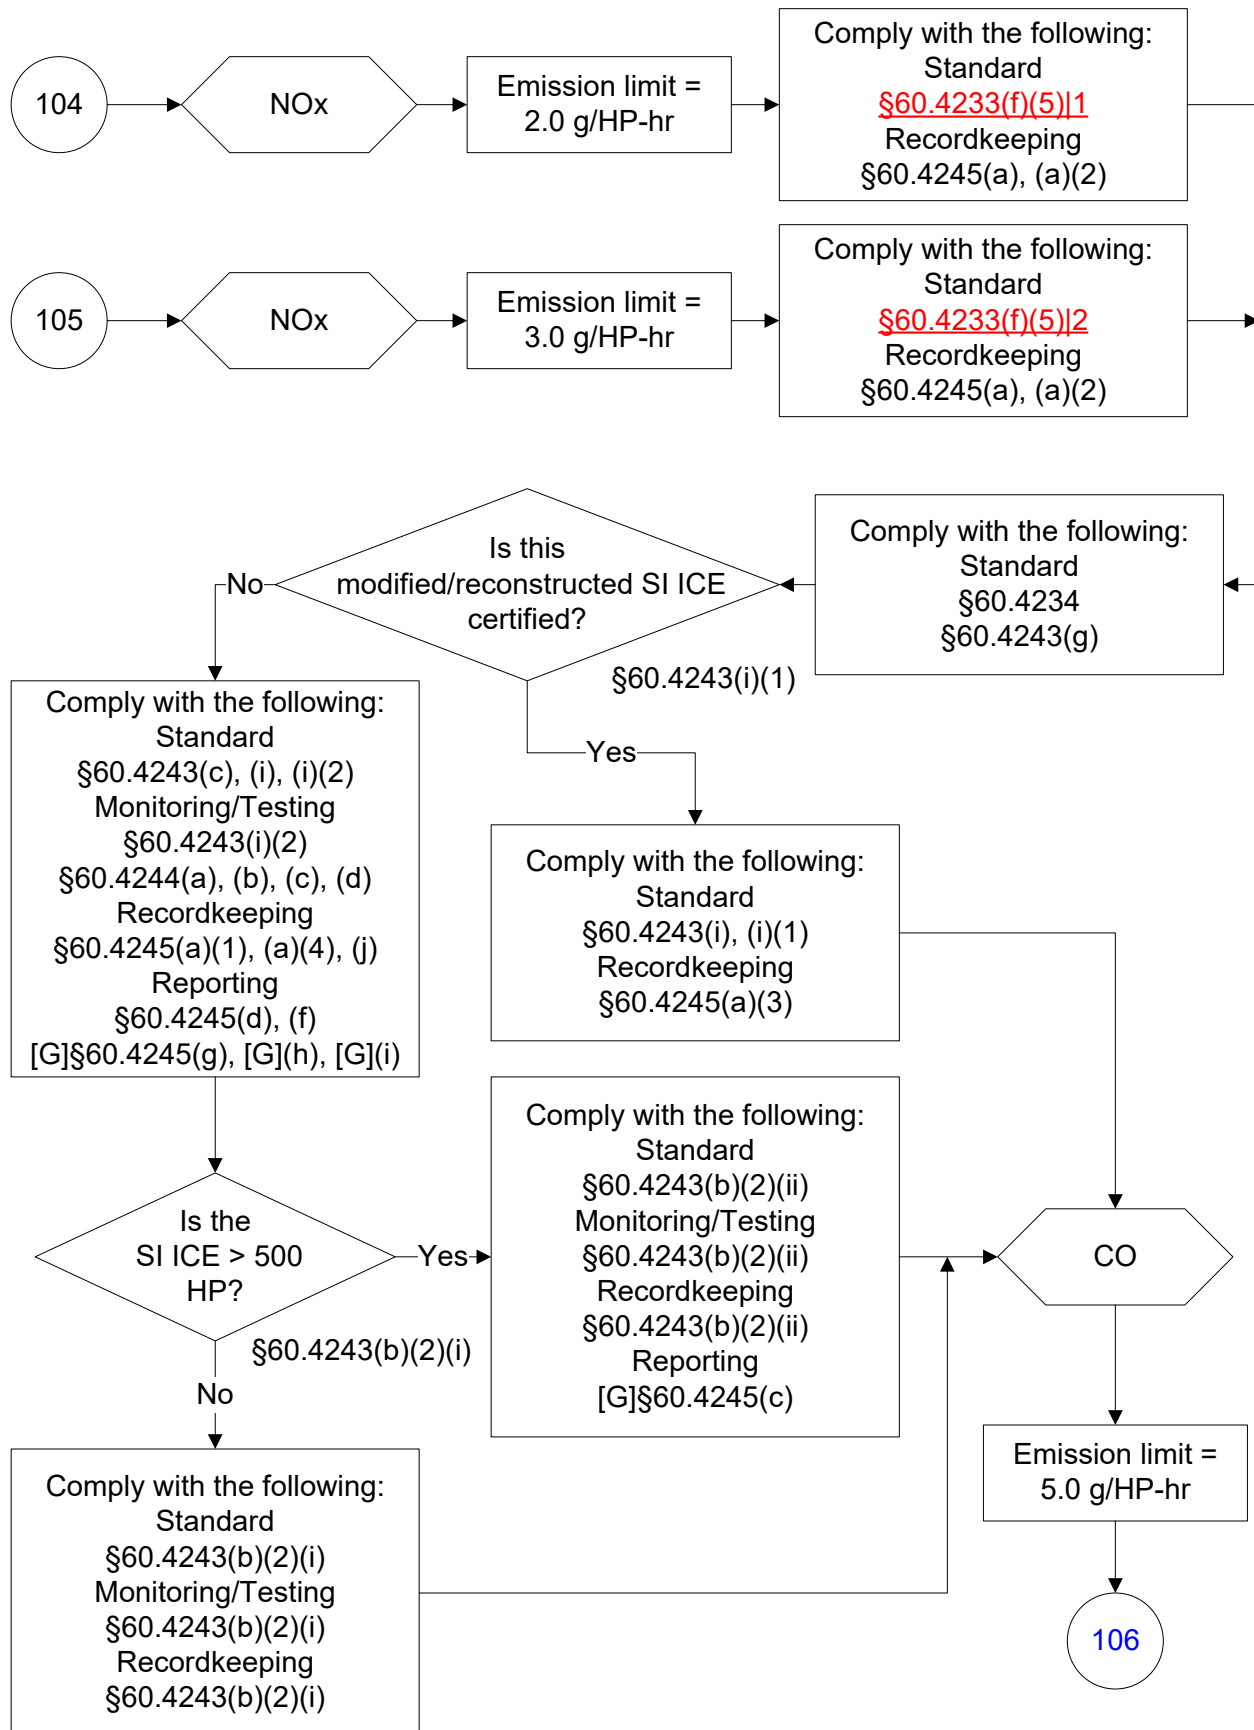 104
NOx
Emission limit =
2.0 g/HP-hr
Comply with the following:
Standard
§60.4233(f)(5)|1
Recordkeeping
§60.4245(a), (a)(2)
105
NOx
Emission limit =
3.0 g/HP-hr
Comply with the following:
Standard
§60.4233(f)(5)|2
Recordkeeping
§60.4245(a), (a)(2)
Comply with the following:
Standard
§60.4234
§60.4243(g)
Is this
modified/reconstructed SI ICE
certified?
§60.4243(i)(1)
No
Yes
Comply with the following:
Standard
§60.4243(c), (i), (i)(2)
Monitoring/Testing
§60.4243(i)(2)
§60.4244(a), (b), (c), (d)
Recordkeeping
§60.4245(a)(1), (a)(4), (j)
Reporting
§60.4245(d), (f)
[G]§60.4245(g), [G](h), [G](i)
Comply with the following:
Standard
§60.4243(i), (i)(1)
Recordkeeping
§60.4245(a)(3)
Is the
SI ICE > 500
HP?
§60.4243(b)(2)(i)
Yes
No
Comply with the following:
Standard
§60.4243(b)(2)(ii)
Monitoring/Testing
§60.4243(b)(2)(ii)
Recordkeeping
§60.4243(b)(2)(ii)
Reporting
[G]§60.4245(c)
Comply with the following:
Standard
§60.4243(b)(2)(i)
Monitoring/Testing
§60.4243(b)(2)(i)
Recordkeeping
§60.4243(b)(2)(i)
CO
Emission limit =
5.0 g/HP-hr
106